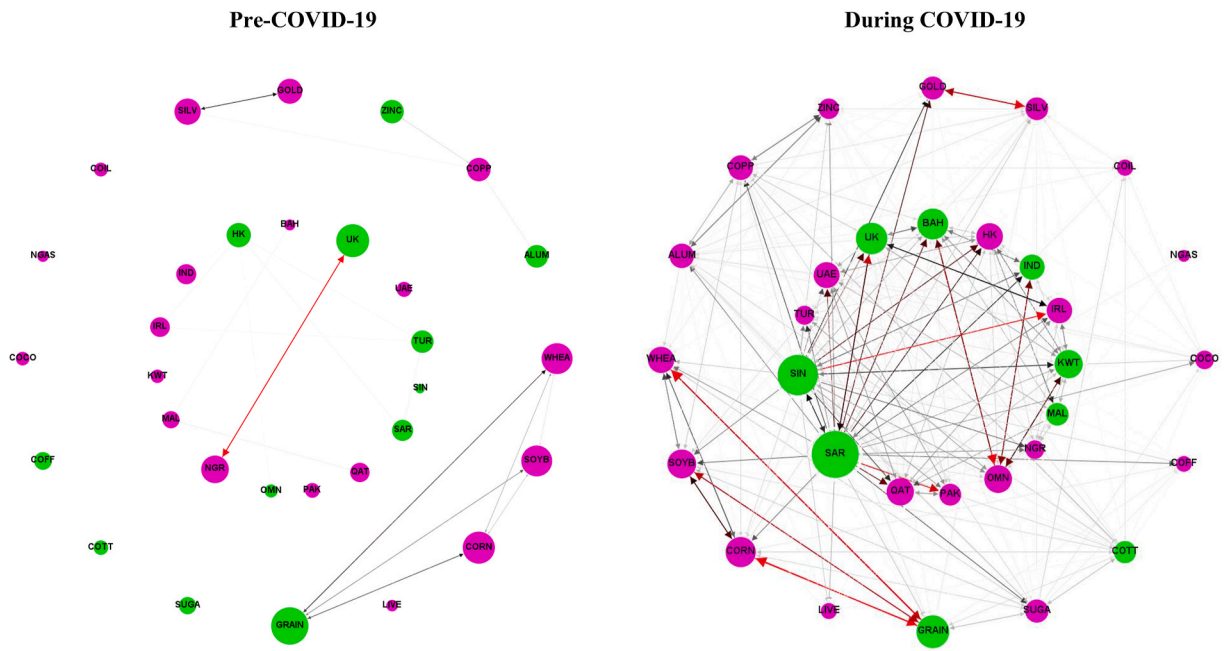 Pre-COVID-19
GOLD
SILV
ZINC
COIL
COPP
BAH
HK
UK
NGAS
ALUM
IND
UAE
IRL
TUR
COCO
WHEA
KWT
SIN
MAL
SAR
COFF
NGR
QAT
SOYB
OMN
PAK
COTT
CORN
SUGA
LIVE
GRAIN
During COVID-19
GOLD
ZINC
SILV
COPP
COIL
BAH
UK
HK
ALUM
NGAS
IND
UAE
IRL
TUR
WHEA
COCO
KWT
SIN
MAL
NGR
SAR
SOYB
COFF
OMN
QAT
PAK
CORN
COTT
LIVE
SUGA
GRAIN